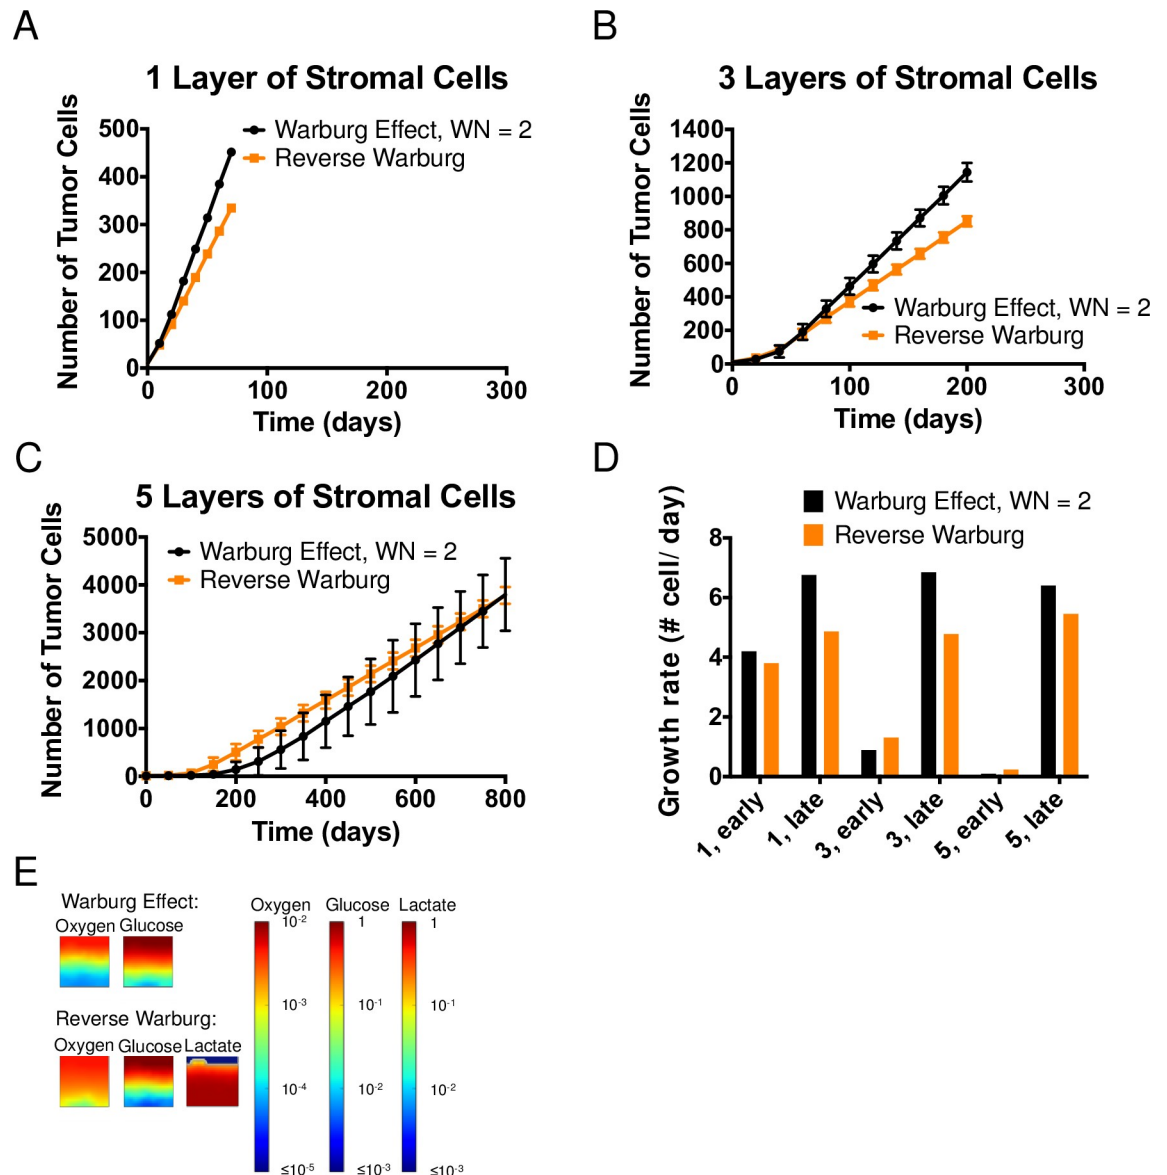 A
1 Layer of Stromal Cells
Number of Tumor Cells
500
400
300
200
100
0
0 100 200 300
Time (days)
Warburg Effect, WN = 2
Reverse Warburg
B
3 Layers of Stromal Cells
Number of Tumor Cells
1400
1200
1000
800
600
400
200
0
0 100 200 300
Time (days)
Warburg Effect, WN = 2
Reverse Warburg
C
5 Layers of Stromal Cells
Number of Tumor Cells
5000
4000
3000
2000
1000
0
0 200 400 600 800
Time (days)
Warburg Effect, WN = 2
Reverse Warburg
D
Warburg Effect, WN = 2
Reverse Warburg
Growth rate (# cell/ day)
8
6
4
2
0
1, early
1, late
3, early
3, late
5, early
5, late
E
Warburg Effect:
Oxygen Glucose
Reverse Warburg:
Oxygen Glucose Lactate
Oxygen Glucose Lactate
10⁻² 1 1
10⁻³ 10⁻¹ 10⁻¹
10⁻⁴ 10⁻² 10⁻²
≤10⁻⁵ ≤10⁻³ ≤10⁻³